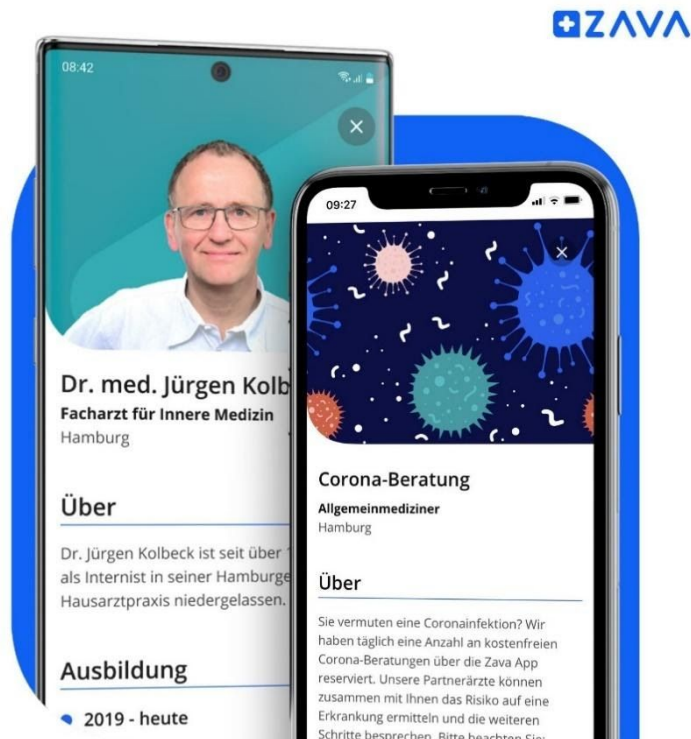 ZAVA
08:42
Dr. med. Jürgen Kolb
Facharzt für Innere Medizin
Hamburg
Über
Dr. Jürgen Kolbeck ist seit über
als Internist in seiner Hamburge
Hausarztpraxis niedergelassen.
Ausbildung
2019 - heute
09:27
Corona-Beratung
Allgemeinmediziner
Hamburg
Über
Sie vermuten eine Coronainfektion? Wir
haben täglich eine Anzahl an kostenfreien
Corona-Beratungen über die Zava App
reserviert. Unsere Partnerärzte können
zusammen mit Ihnen das Risiko auf eine
Erkrankung ermitteln und die weiteren
Schritte besprechen. Bitte beachten Sie: